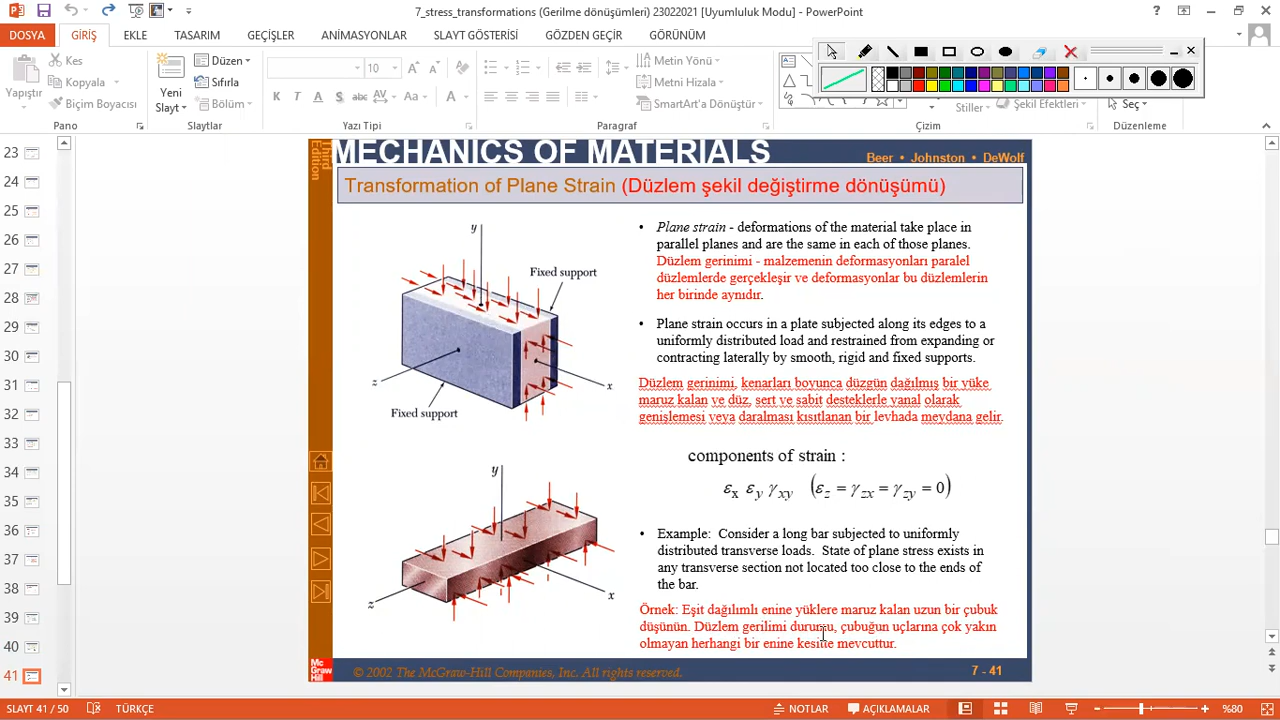 7_stress_transformations (Gerilme dönüşümleri) 23022021 [Uyumluluk Modu] - PowerPoint
DOSYA GİRİŞ EKLE TASARIM GEÇİŞLER ANİMASYONLAR SLAYT GÖSTERİSİ GÖZDEN GEÇİR GÖRÜNÜM
Kes
Kopyala
Biçim Boyacısı
Yapıştır
Pano
Yeni
Slayt
Düzen
Sıfırla
Bölüm
Slaytlar
10
K T A S abc AV Aa A
Yazı Tipi
Metin Yönü
Metni Hizala
SmartArt'a Dönüştür
Paragraf
Stiller
Şekil Efektleri
Çizim
Seç
Düzenleme
23
24
25
26
27
28
29
30
31
32
33
34
35
36
37
38
39
40
41
Third
Edition
MECHANICS OF MATERIALS
Beer • Johnston • DeWolf
Transformation of Plane Strain (Düzlem şekil değiştirme dönüşümü)
y
Fixed support
z
x
Fixed support
y
z
x
• Plane strain - deformations of the material take place in
parallel planes and are the same in each of those planes.
Düzlem gerinimi - malzemenin deformasyonları paralel
düzlemlerde gerçekleşir ve deformasyonlar bu düzlemlerin
her birinde aynıdır.
• Plane strain occurs in a plate subjected along its edges to a
uniformly distributed load and restrained from expanding or
contracting laterally by smooth, rigid and fixed supports.
Düzlem gerinimi, kenarları boyunca düzgün dağılmış bir yüke
maruz kalan ve düz, sert ve sabit desteklerle vanal olarak
genişlemesi veya daralması kısıtlanan bir levhada meydana gelir.
components of strain :
εx εy γxy (εz = γzx = γzy = 0)
• Example: Consider a long bar subjected to uniformly
distributed transverse loads. State of plane stress exists in
any transverse section not located too close to the ends of
the bar.
Örnek: Eşit dağılımlı enine yüklere maruz kalan uzun bir çubuk
düşünün. Düzlem gerilimi durumu, çubuğun uçlarına çok yakın
olmayan herhangi bir enine kesitte mevcuttur.
Mc
Graw
Hill
© 2002 The McGraw-Hill Companies, Inc. All rights reserved.
7 - 41
SLAYT 41 / 50 TÜRKÇE NOTLAR AÇIKLAMALAR %80